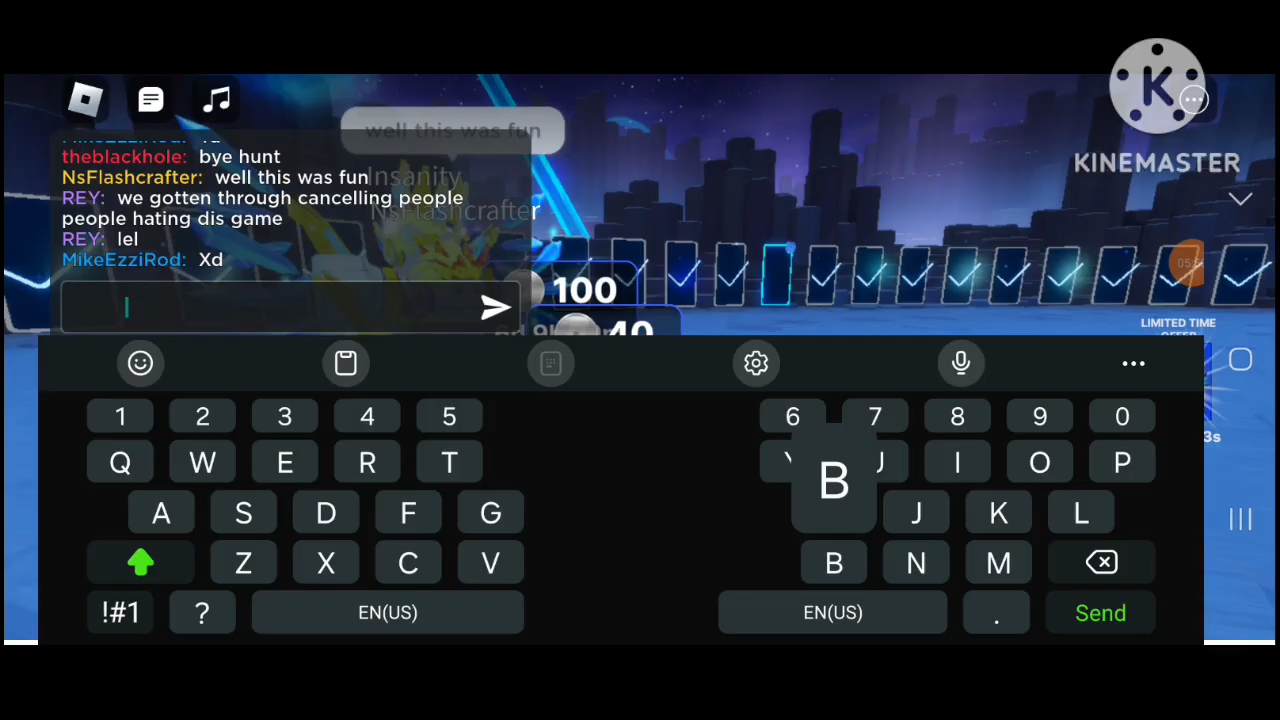 well this was fun
K
KINEMASTER
theblackhole: bye hunt
NsFlashcrafter: well this was fun
Insanity
REY: we gotten through cancelling people
people hating dis game
NsFlashcrafter
REY: lel
MikeEzziRod: Xd
100
40
LIMITED TIME
3s
1 2 3 4 5 6 7 8 9 0
Q W E R T I O P
B
A S D F G J K L
Z X C V B N M
!#1 ? EN(US) EN(US) . Send